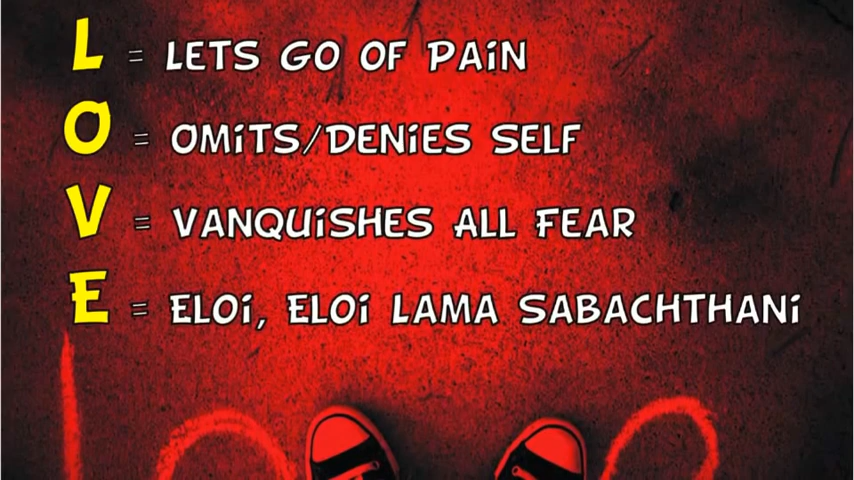 L = LETS GO OF PAiN
O = OMiTS/DENiES SELF
V = VANQUiSHES ALL FEAR
E = ELOi, ELOi LAMA SABACHTHANi